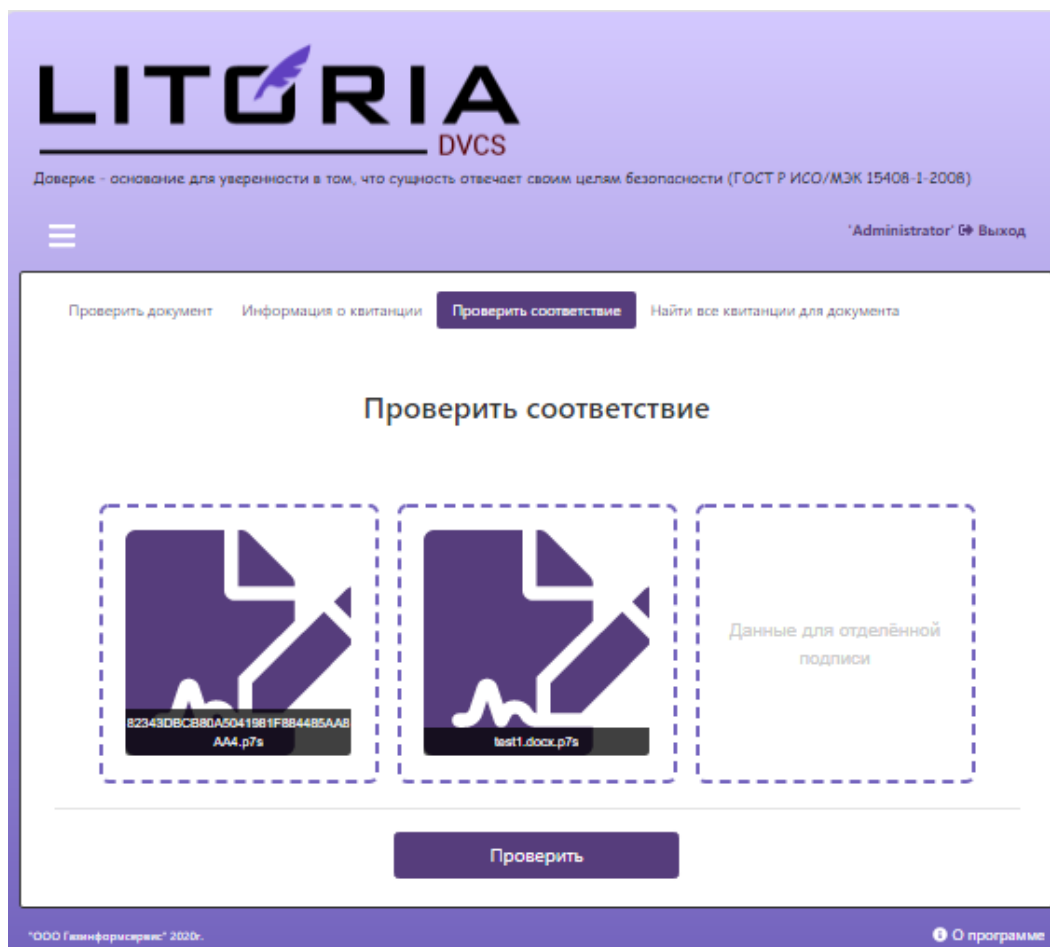 LITORIA
DVCS
Доверие - основание для уверенности в том, что сущность отвечает своим целям безопасности (ГОСТ Р ИСО/МЭК 15408-1-2008)
'Administrator' Выход
Проверить документ Информация о квитанции Проверить соответствие Найти все квитанции для документа
Проверить соответствие
Данные для отделённой
подписи
82343DBCB80A5041981F884485AA8
AA4.p7s
test1.docx.p7s
Проверить
"ООО Газинформсервис" 2020г.
О программе